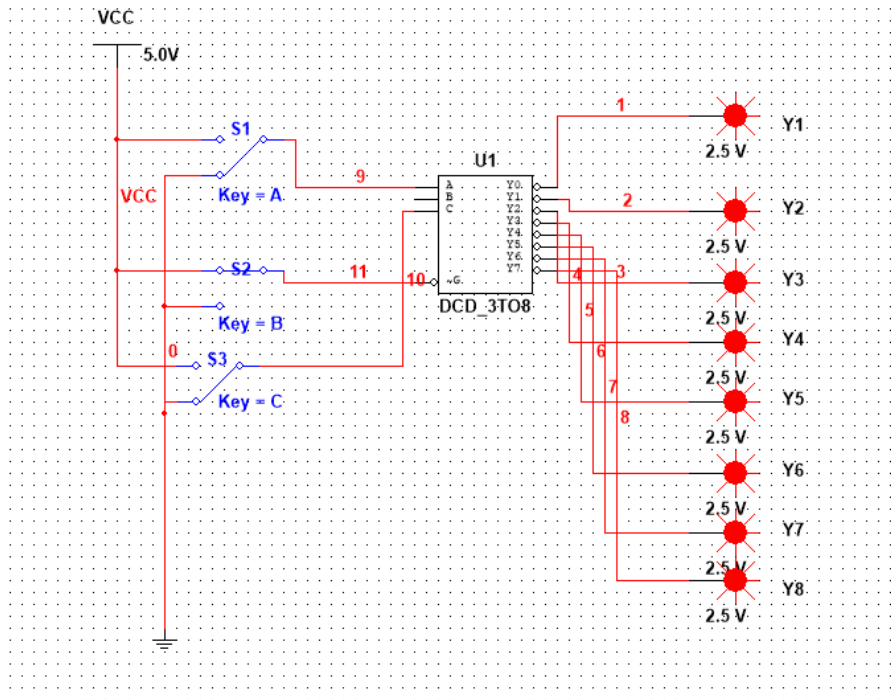 VCC
5.0V
S1
Key = A
VCC
9
S2
11
10
Key = B
0
S3
Key = C
U1
A
B
C
~G
Y0
Y1
Y2
Y3
Y4
Y5
Y6
Y7
DCD_3TO8
1
2
3
4
5
6
7
8
Y1
2.5 V
Y2
2.5 V
Y3
2.5 V
Y4
2.5 V
Y5
2.5 V
Y6
2.5 V
Y7
2.5 V
Y8
2.5 V